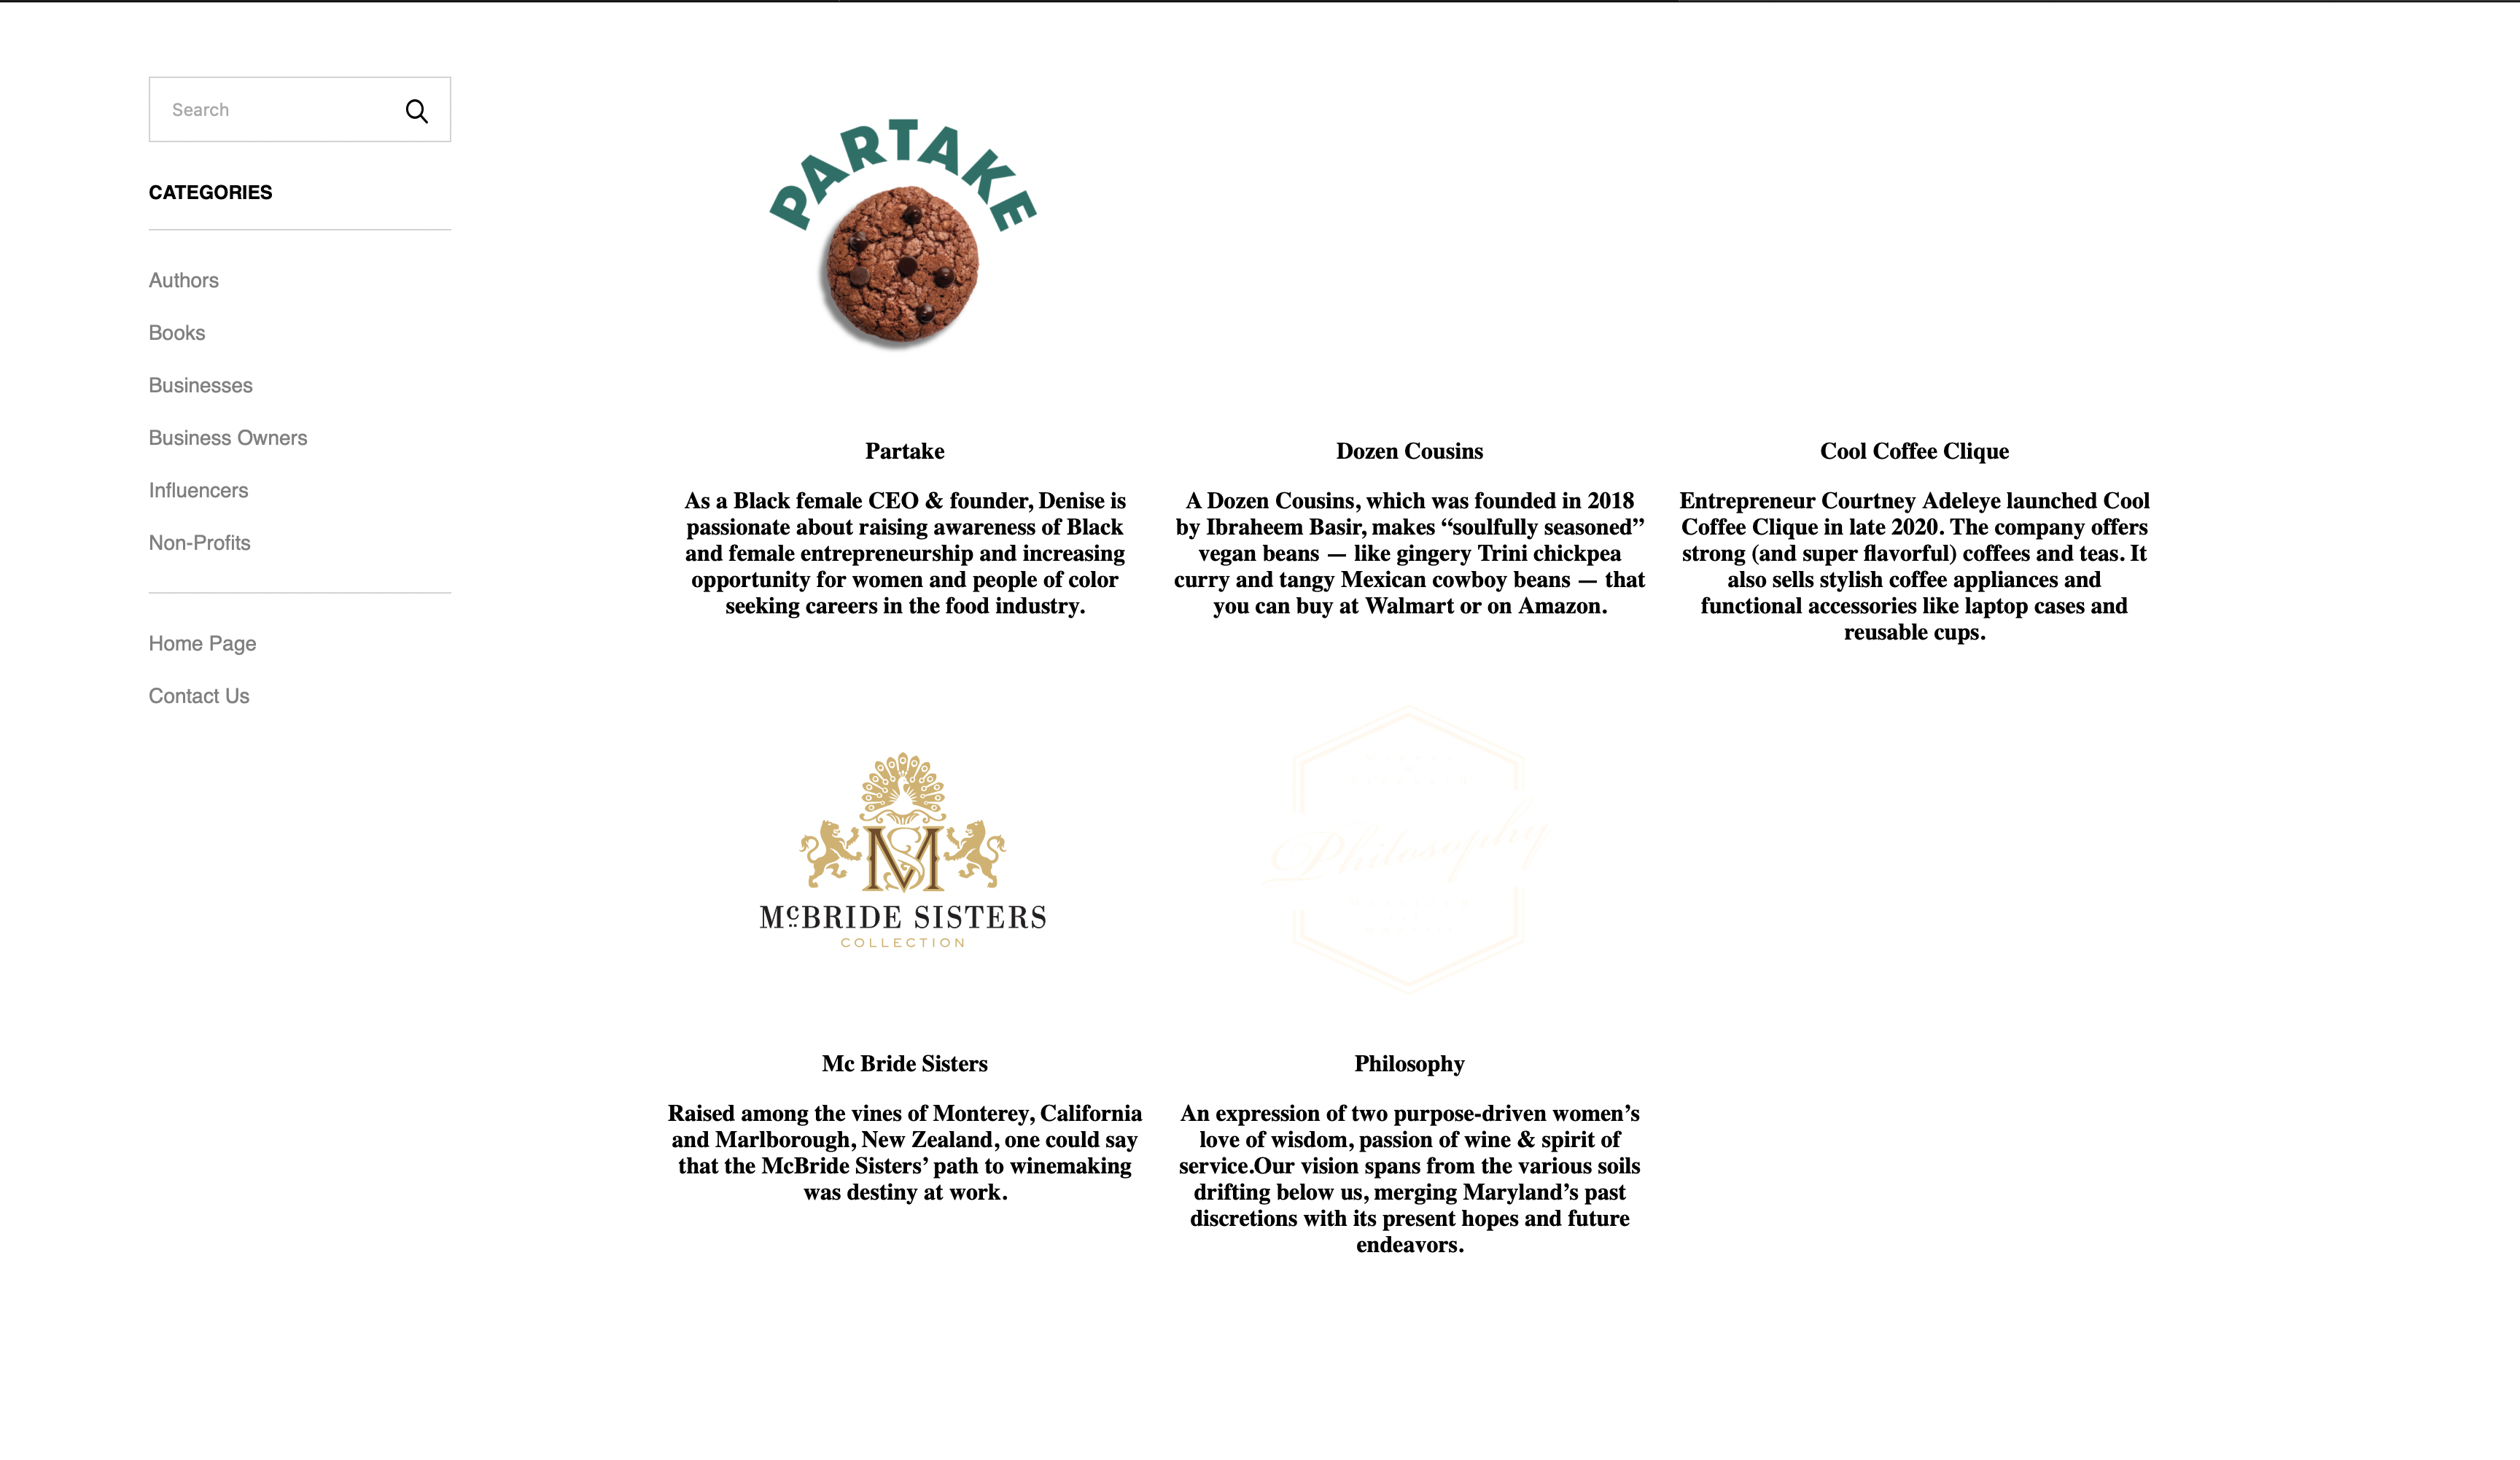 Search
CATEGORIES
Authors
Books
Businesses
Business Owners
Influencers
Non-Profits
Home Page
Contact Us
PARTAKE
Partake
As a Black female CEO & founder, Denise is
passionate about raising awareness of Black
and female entrepreneurship and increasing
opportunity for women and people of color
seeking careers in the food industry.
Dozen Cousins
A Dozen Cousins, which was founded in 2018
by Ibraheem Basir, makes “soulfully seasoned”
vegan beans — like gingery Trini chickpea
curry and tangy Mexican cowboy beans — that
you can buy at Walmart or on Amazon.
Cool Coffee Clique
Entrepreneur Courtney Adeleye launched Cool
Coffee Clique in late 2020. The company offers
strong (and super flavorful) coffees and teas. It
also sells stylish coffee appliances and
functional accessories like laptop cases and
reusable cups.
MS
McBRIDE SISTERS
COLLECTION
Mc Bride Sisters
Raised among the vines of Monterey, California
and Marlborough, New Zealand, one could say
that the McBride Sisters’ path to winemaking
was destiny at work.
Philosophy
Philosophy
An expression of two purpose-driven women’s
love of wisdom, passion of wine & spirit of
service.Our vision spans from the various soils
drifting below us, merging Maryland’s past
discretions with its present hopes and future
endeavors.